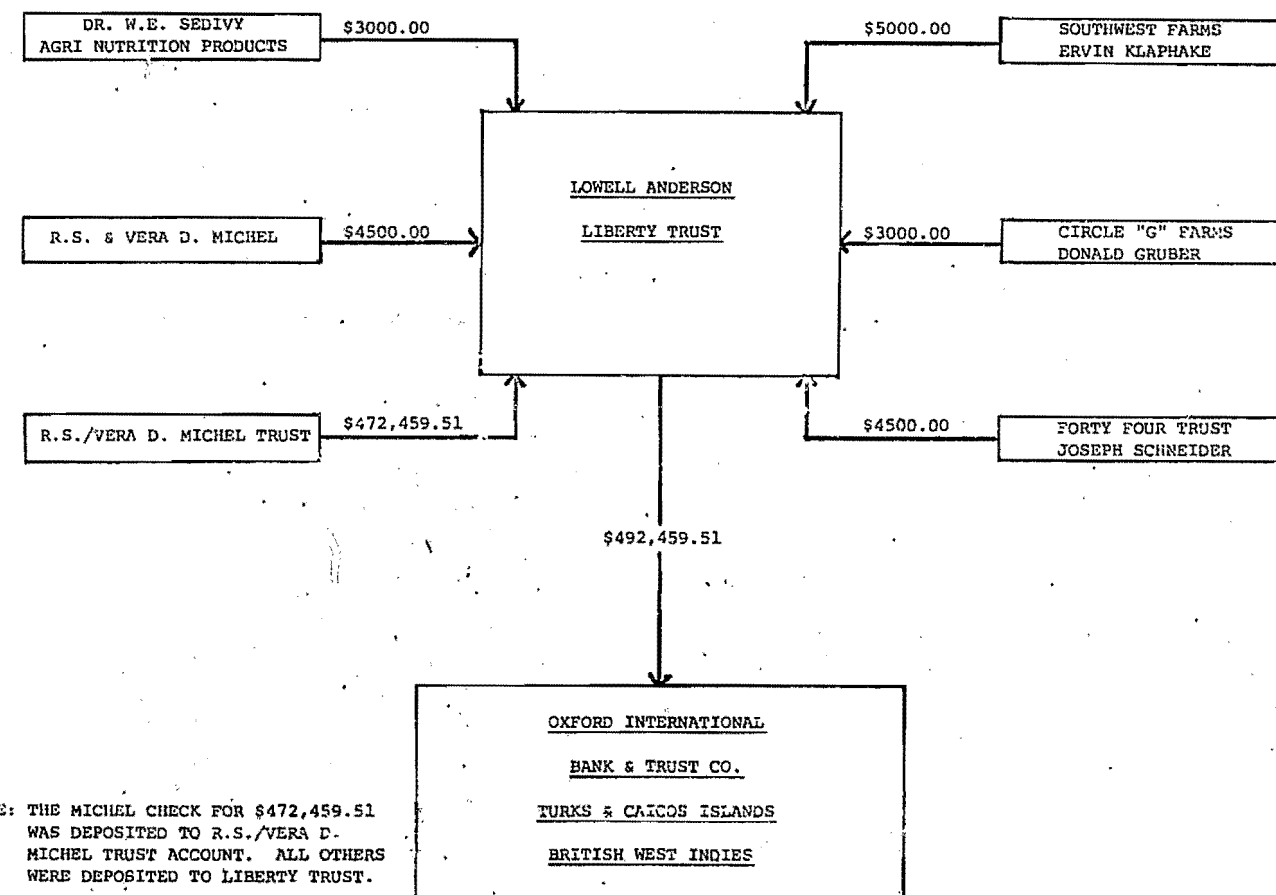 DR. W.E. SEDIVY
AGRI NUTRITION PRODUCTS
$3000.00
$5000.00
SOUTHWEST FARMS
ERVIN KLAPHAKE
LOWELL ANDERSON
LIBERTY TRUST
R.S. & VERA D. MICHEL
$4500.00
$3000.00
CIRCLE "G" FARMS
DONALD GRUBER
R.S./VERA D. MICHEL TRUST
$472,459.51
$4500.00
FORTY FOUR TRUST
JOSEPH SCHNEIDER
$492,459.51
OXFORD INTERNATIONAL
BANK & TRUST CO.
TURKS & CAICOS ISLANDS
BRITISH WEST INDIES
E: THE MICHEL CHECK FOR $472,459.51
WAS DEPOSITED TO R.S./VERA D.
MICHEL TRUST ACCOUNT. ALL OTHERS
WERE DEPOSITED TO LIBERTY TRUST.